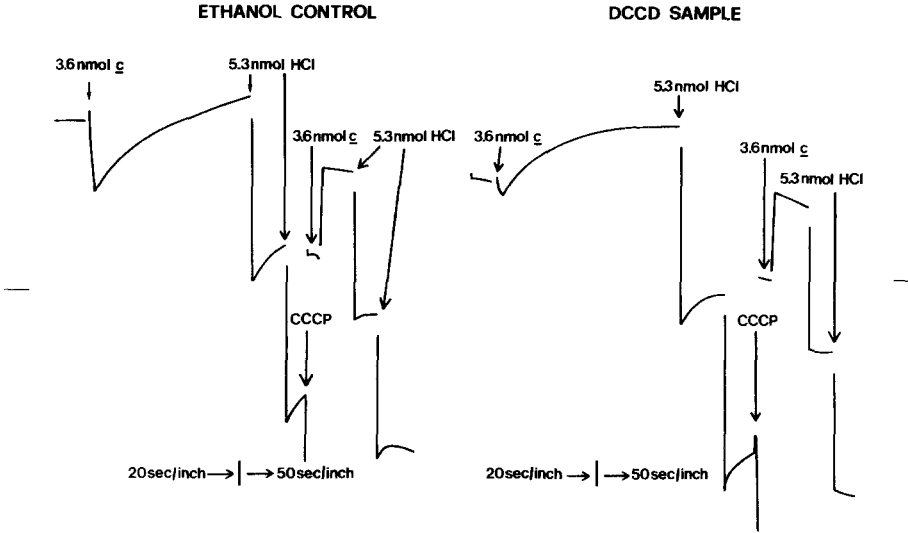 ETHANOL CONTROL
DCCD SAMPLE
3.6nmol c
5.3nmol HCl
3.6nmol c
5.3nmol HCl
CCCP
20sec/inch
50sec/inch
5.3nmol HCl
3.6nmol c
3.6nmol c
5.3nmol HCl
CCCP
20sec/inch
50sec/inch